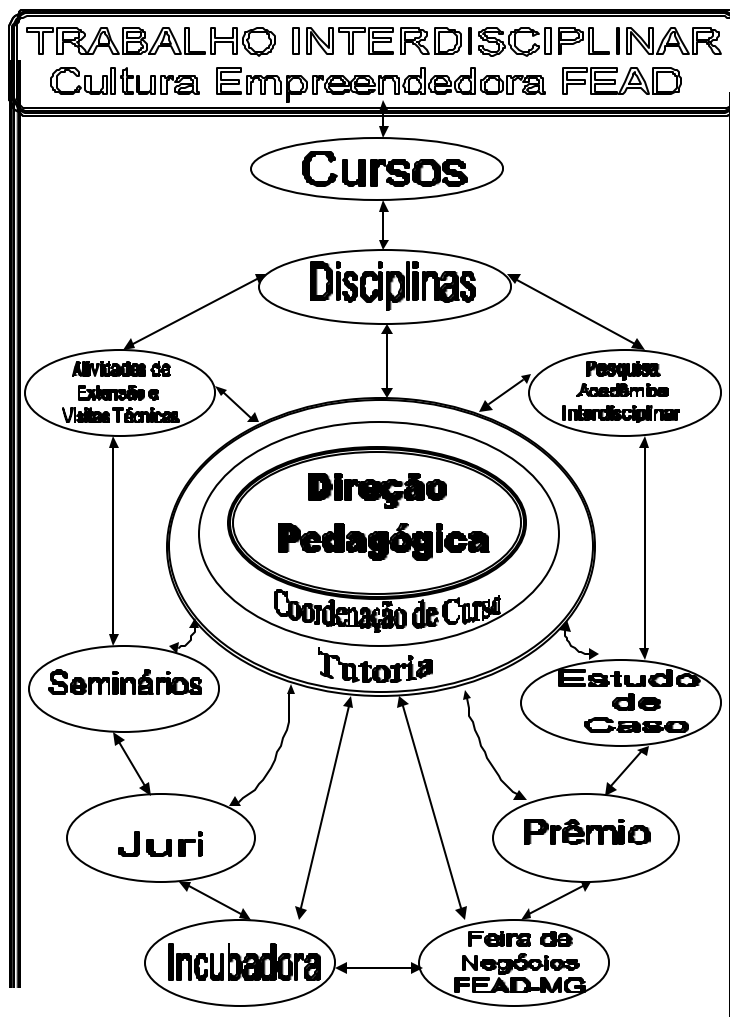 TRABALHO INTERDISCIPLINAR
Cultura Empreendedora FEAD
Cursos
Disciplinas
Atividades de
Extensão e
Visitas Técnicas
Pesquisa
Acadêmica
Interdisciplinar
Direção
Pedagógica
Coordenação de Curso
Tutoria
Seminários
Estudo
de
Caso
Juri
Prêmio
Incubadora
Feira de
Negócios
FEAD-MG